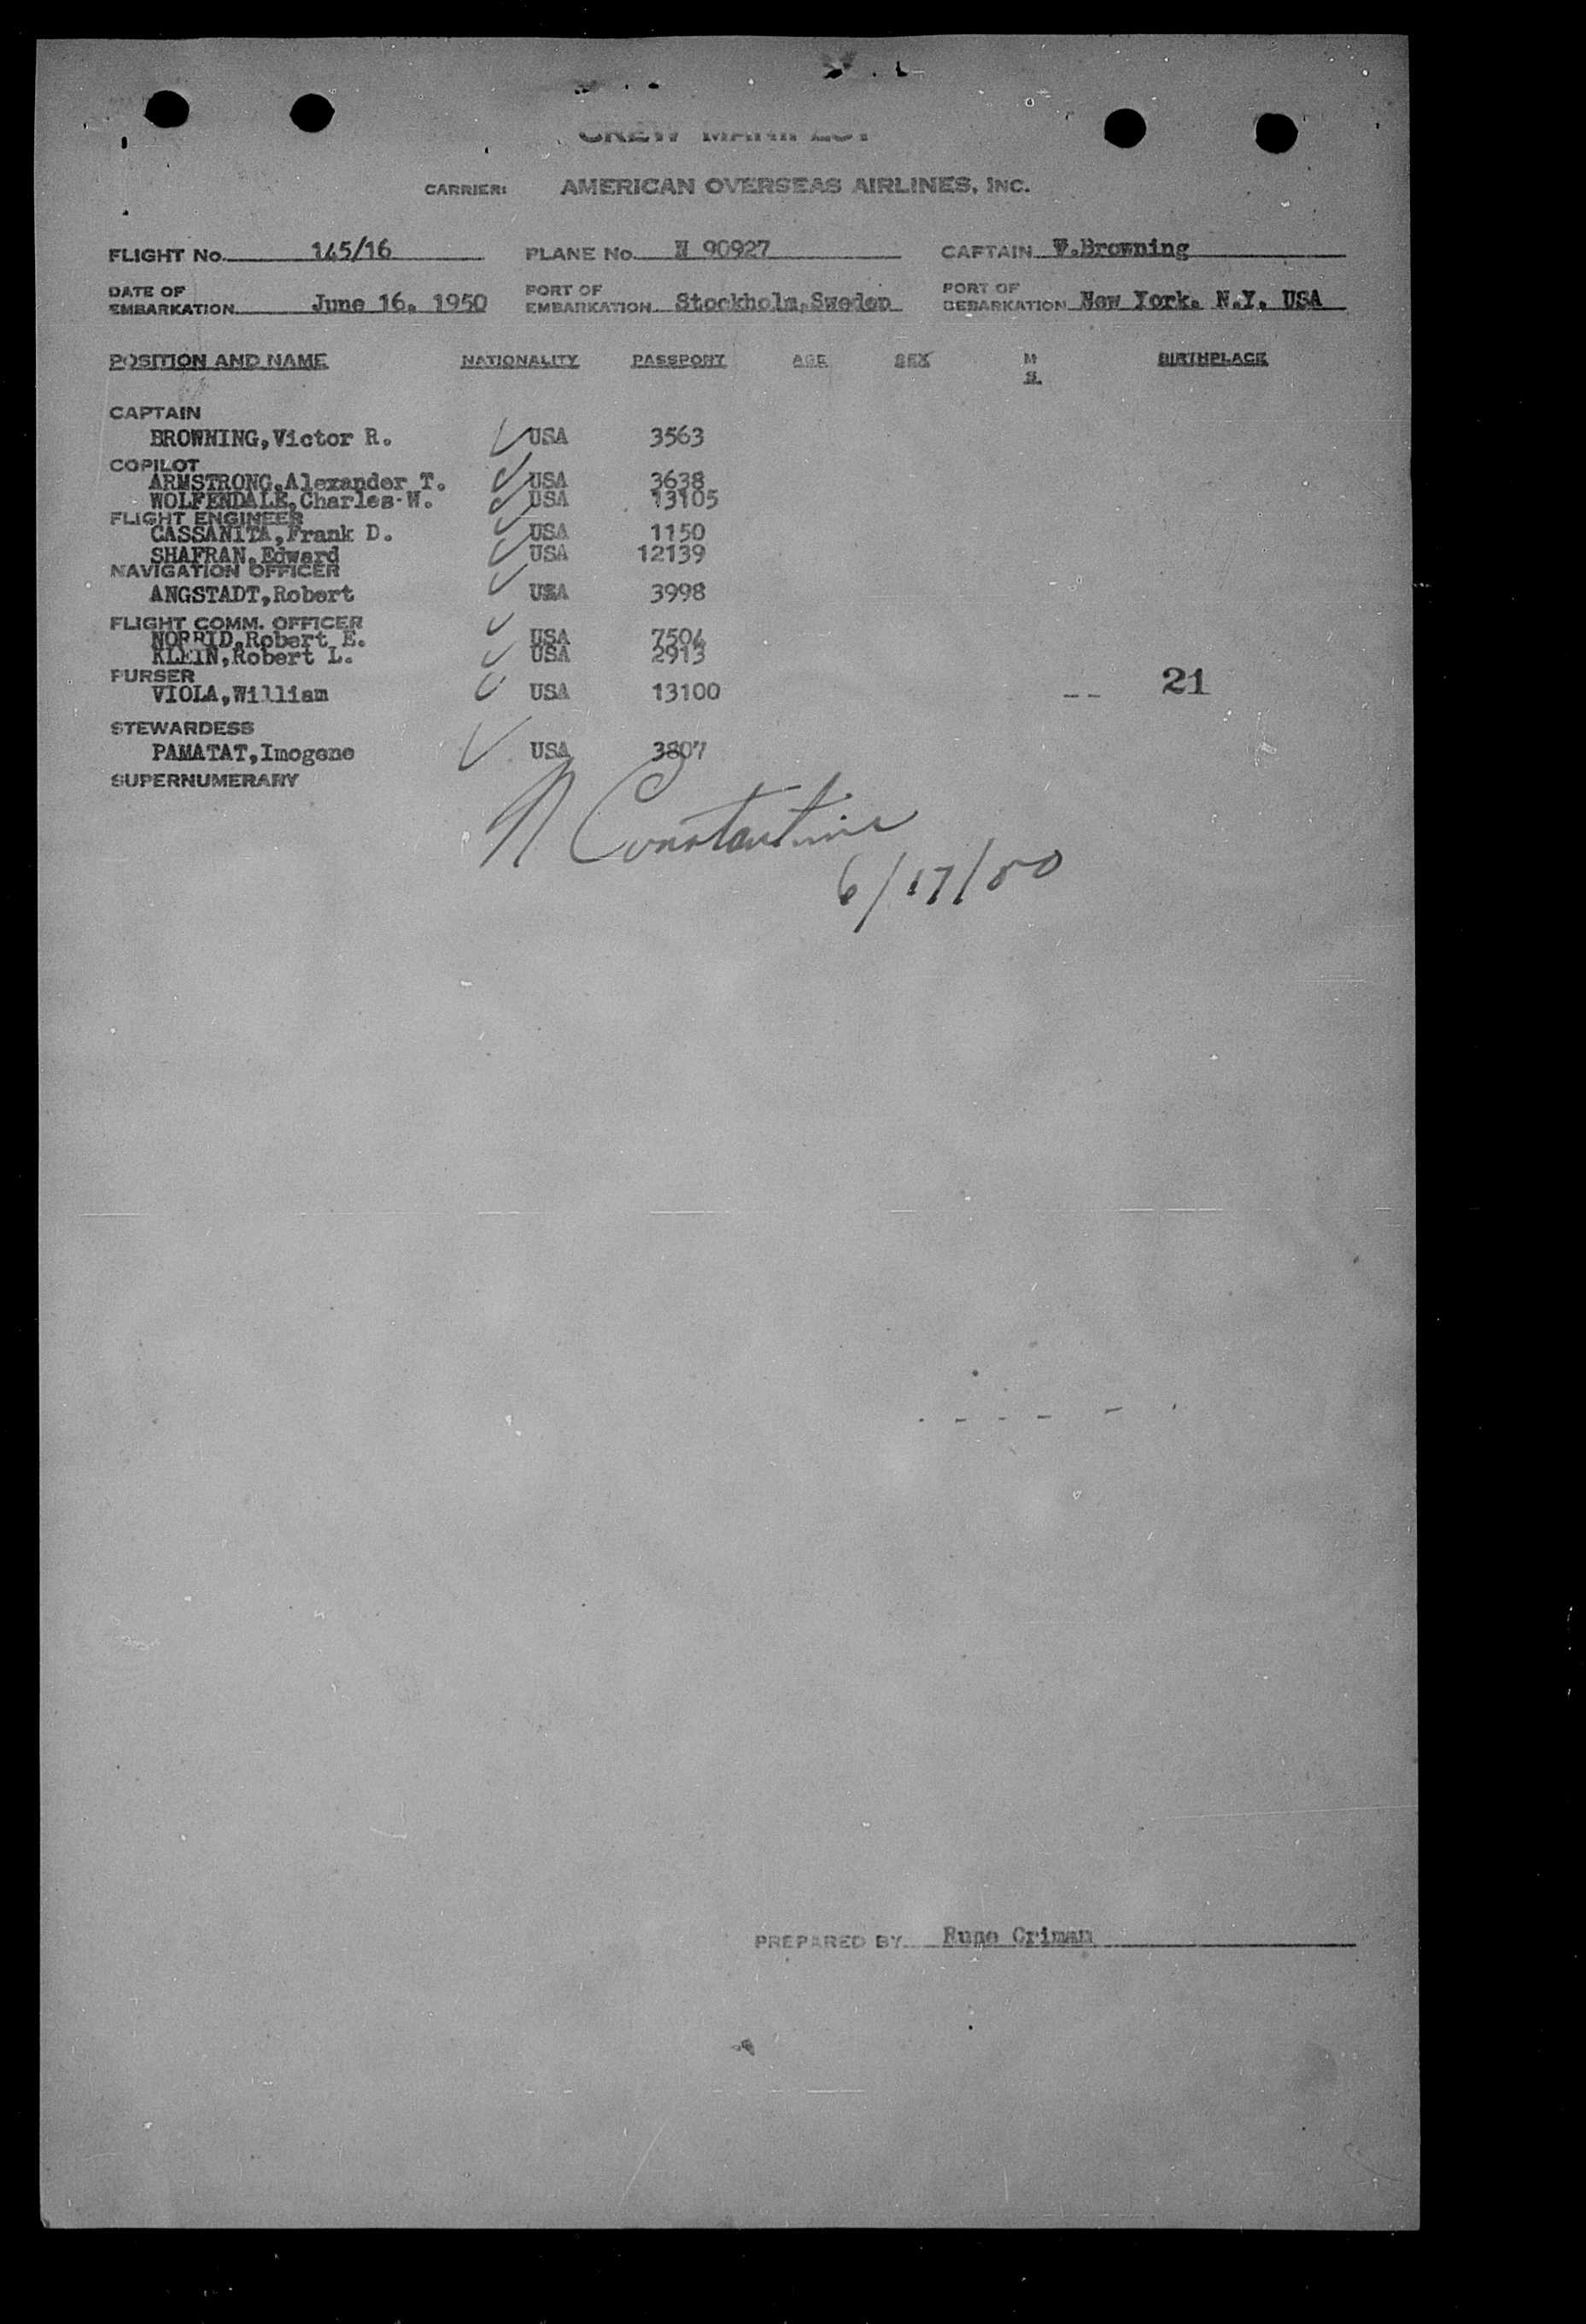 CREW MANIFEST
CARRIER: AMERICAN OVERSEAS AIRLINES, INC.
FLIGHT No. 145/16 PLANE No. N 90927 CAPTAIN V.Browning
DATE OF EMBARKATION June 16, 1950 PORT OF EMBARKATION Stockholm,Sweden PORT OF DEBARKATION New York. N.Y. USA
POSITION AND NAME NATIONALITY PASSPORT AGE SEX M S. BIRTHPLACE
CAPTAIN
BROWNING,Victor R. USA 3563
COPILOT
ARMSTRONG,Alexander T. USA 3638
WOLFENDALE,Charles W. USA 13105
FLIGHT ENGINEER
CASSANITA,Frank D. USA 1150
SHAFRAN,Edward USA 12139
NAVIGATION OFFICER
ANGSTADT,Robert USA 3998
FLIGHT COMM. OFFICER
NORRID,Robert E. USA 7504
KLEIN,Robert L. USA 2913
PURSER
VIOLA,William USA 13100 -- 21
STEWARDESS
PAMATAT,Imogene USA 3807
SUPERNUMERARY
N Constantine
6/17/50
PREPARED BY Rune Criman